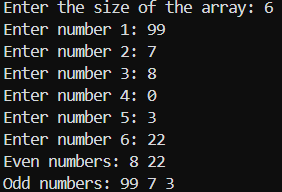 Enter the size of the array: 6
Enter number 1: 99
Enter number 2: 7
Enter number 3: 8
Enter number 4: 0
Enter number 5: 3
Enter number 6: 22
Even numbers: 8 22
Odd numbers: 99 7 3